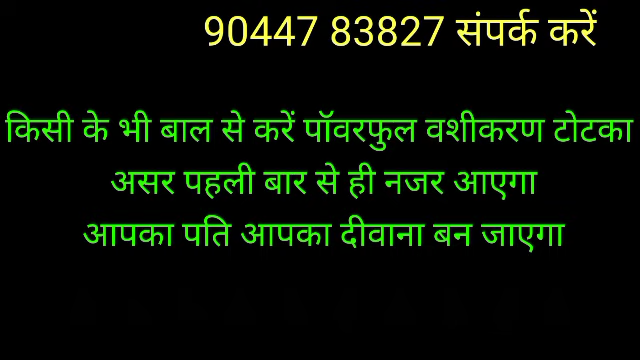 90447 83827 संपर्क करें
किसी के भी बाल से करें पॉवरफुल वशीकरण टोटका
असर पहली बार से ही नजर आएगा
आपका पति आपका दीवाना बन जाएगा